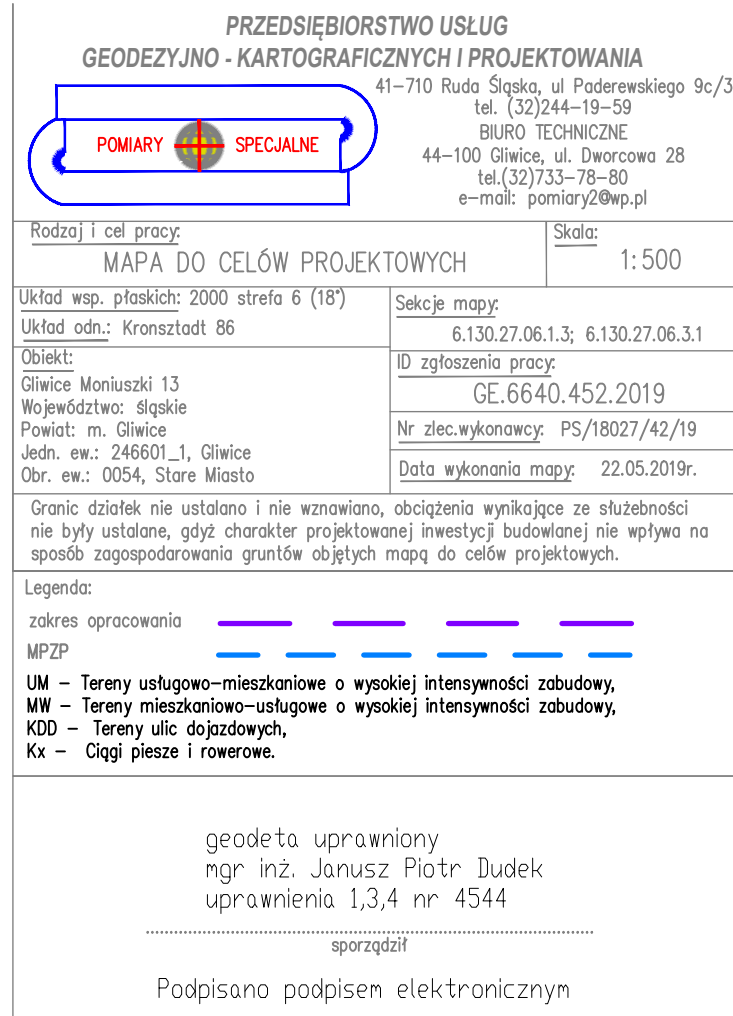 PRZEDSIĘBIORSTWO USŁUG
GEODEZYJNO - KARTOGRAFICZNYCH I PROJEKTOWANIA
POMIARY SPECJALNE
41-710 Ruda Śląska, ul Paderewskiego 9c/3
tel. (32)244-19-59
BIURO TECHNICZNE
44-100 Gliwice, ul. Dworcowa 28
tel.(32)733-78-80
e-mail: pomiary2@wp.pl
Rodzaj i cel pracy:
MAPA DO CELÓW PROJEKTOWYCH
Skala:
1:500
Układ wsp. płaskich: 2000 strefa 6 (18°)
Układ odn.: Kronsztadt 86
Sekcje mapy:
6.130.27.06.1.3; 6.130.27.06.3.1
Obiekt:
Gliwice Moniuszki 13
Województwo: śląskie
Powiat: m. Gliwice
Jedn. ew.: 246601_1, Gliwice
Obr. ew.: 0054, Stare Miasto
ID zgłoszenia pracy:
GE.6640.452.2019
Nr zlec.wykonawcy: PS/18027/42/19
Data wykonania mapy: 22.05.2019r.
Granic działek nie ustalano i nie wznawiano, obciążenia wynikające ze służebności
nie były ustalane, gdyż charakter projektowanej inwestycji budowlanej nie wpływa na
sposób zagospodarowania gruntów objętych mapą do celów projektowych.
Legenda:
zakres opracowania
MPZP
UM - Tereny usługowo-mieszkaniowe o wysokiej intensywności zabudowy,
MW - Tereny mieszkaniowo-usługowe o wysokiej intensywności zabudowy,
KDD - Tereny ulic dojazdowych,
Kx - Ciągi piesze i rowerowe.
geodeta uprawniony
mgr inż. Janusz Piotr Dudek
uprawnienia 1,3,4 nr 4544
sporządził
Podpisano podpisem elektronicznym